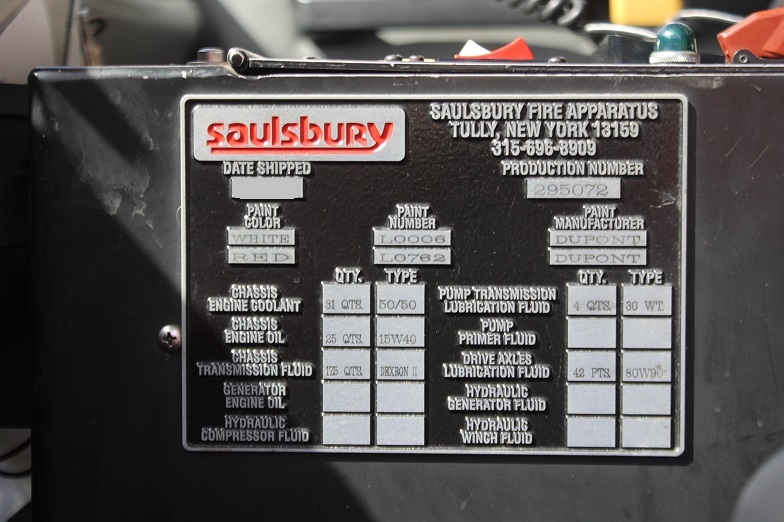 saulsbury
SAULSBURY FIRE APPARATUS
TULLY, NEW YORK 13159
315-696-8909
DATE SHIPPED
PRODUCTION NUMBER
295072
PAINT COLOR
PAINT NUMBER
PAINT MANUFACTURER
WHITE L0006 DUPONT
RED L0762 DUPONT
QTY. TYPE QTY. TYPE
CHASSIS ENGINE COOLANT 31 QTS. 50/50
PUMP TRANSMISSION LUBRICATION FLUID 4 QTS. 30 WT.
CHASSIS ENGINE OIL 25 QTS. 15W40
PUMP PRIMER FLUID
CHASSIS TRANSMISSION FLUID QTS. DEXRON II
DRIVE AXLES LUBRICATION FLUID 42 PTS. 80W90
GENERATOR ENGINE OIL
HYDRAULIC GENERATOR FLUID
HYDRAULIC COMPRESSOR FLUID
HYDRAULIC WINCH FLUID